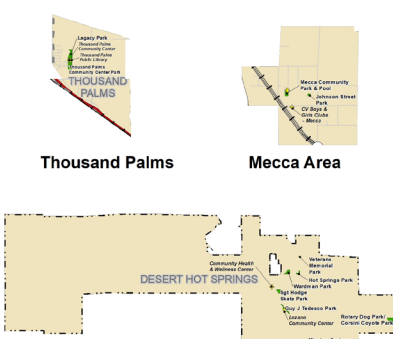 Legacy Park
Thousand Palms
Community Center
Thousand Palms
Public Library
Thousand Palms
Community Center Park
THOUSAND
PALMS
Thousand Palms
Mecca Community
Park & Pool
Johnson Street
Park
CV Boys &
Girls Clubs
- Mecca
Mecca Area
Community Health
& Wellness Center
DESERT HOT SPRINGS
Veterans
Memorial
Park
Hot Springs Park
Wardman Park
Sgt Hodge
Skate Park
Guy J Tedesco Park
Lozano
Community Center
Rotary Dog Park/
Corsini Coyote Park